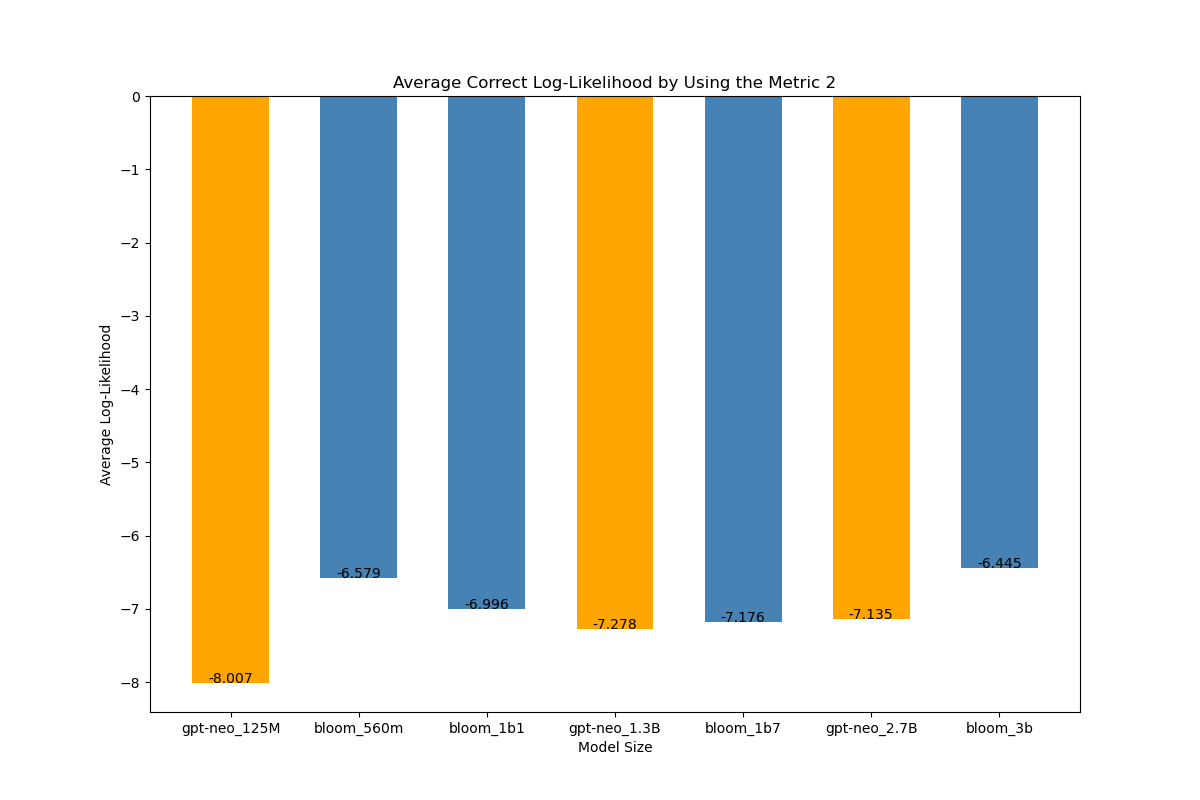 Average Correct Log-Likelihood by Using the Metric 2
0
−1
−2
−3
−4
−5
−6
−7
−8
Average Log-Likelihood
-8.007
-6.579
-6.996
-7.278
-7.176
-7.135
-6.445
gpt-neo_125M
bloom_560m
bloom_1b1
gpt-neo_1.3B
bloom_1b7
gpt-neo_2.7B
bloom_3b
Model Size